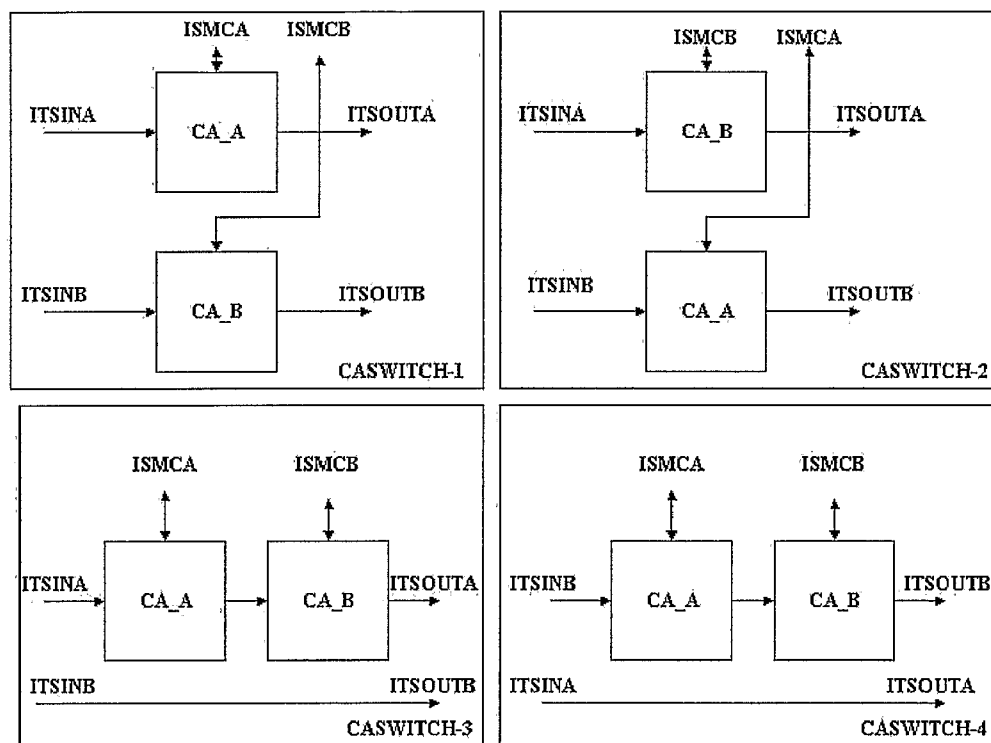 ISMCA ISMCB
ITSINA CA_A ITSOUTA
ITSINB CA_B ITSOUTB
CASWITCH-1
ISMCB ISMCA
ITSINA CA_B ITSOUTA
ITSINB CA_A ITSOUTB
CASWITCH-2
ISMCA ISMCB
ITSINA CA_A CA_B ITSOUTA
ITSINB ITSOUTB
CASWITCH-3
ISMCA ISMCB
ITSINB CA_A CA_B ITSOUTB
ITSINA ITSOUTA
CASWITCH-4